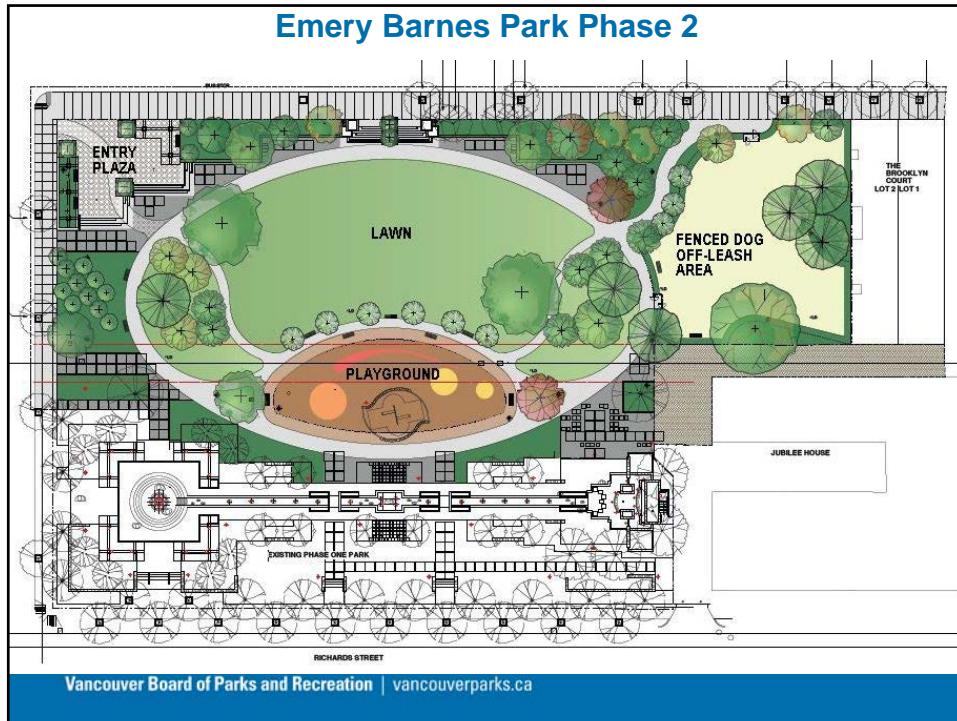 Emery Barnes Park Phase 2
ENTRY
PLAZA
LAWN
THE
BROOKLYN
COURT
LOT 2 LOT 1
FENCED DOG
OFF-LEASH
AREA
PLAYGROUND
JUBILEE HOUSE
EXISTING PHASE ONE PARK
RICHARDS STREET
Vancouver Board of Parks and Recreation | vancouverparks.ca